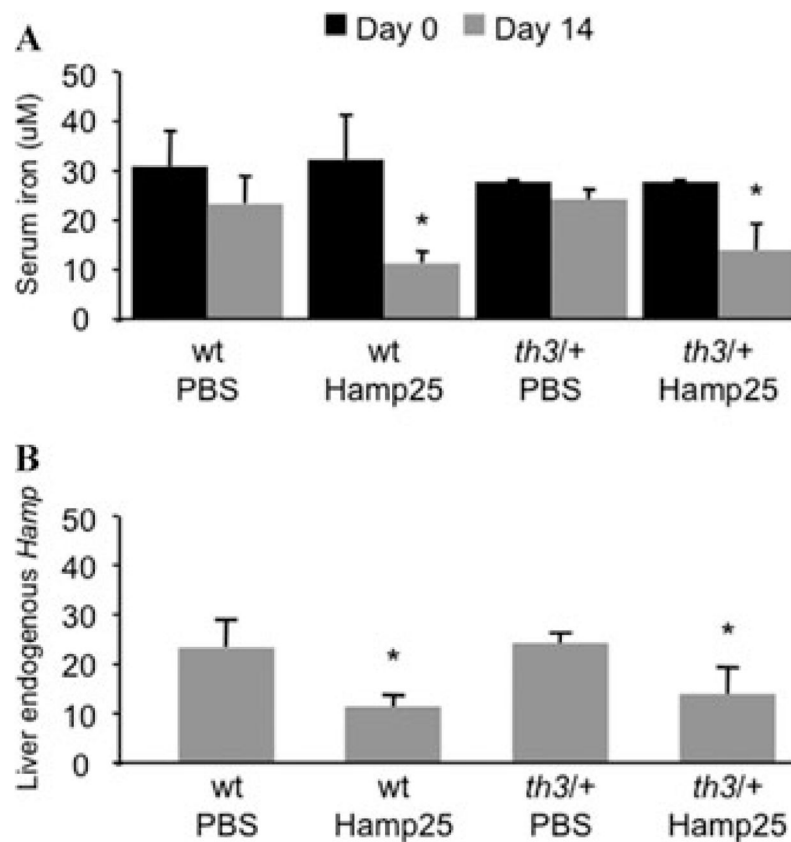 A
■ Day 0 ■ Day 14
Serum iron (uM)
50
40
30
20
10
0
*
*
wt wt th3/+ th3/+
PBS Hamp25 PBS Hamp25
B
Liver endogenous Hamp
50
40
30
20
10
0
*
*
wt wt th3/+ th3/+
PBS Hamp25 PBS Hamp25